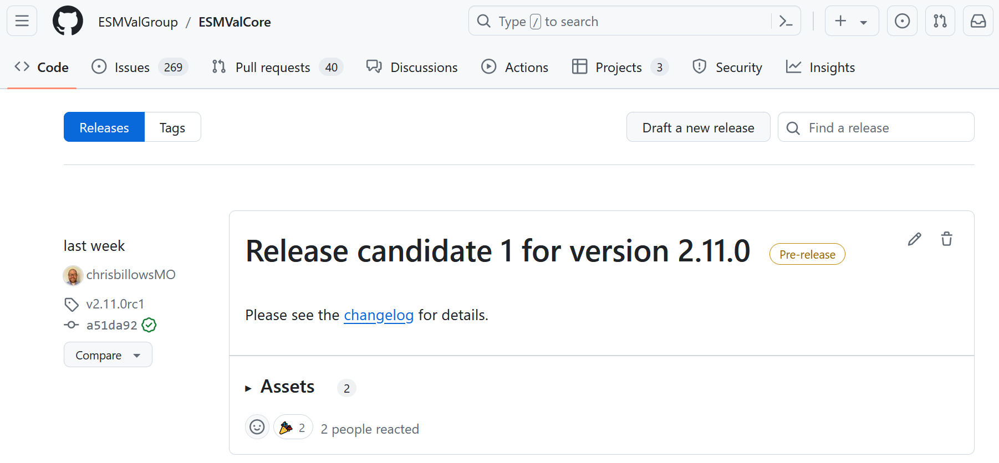 ESMValGroup / ESMValCore
Type / to search
Code
Issues 269
Pull requests 40
Discussions
Actions
Projects 3
Security
Insights
Releases
Tags
Draft a new release
Find a release
last week
chrisbillowsMO
v2.11.0rc1
a51da92
Compare
Release candidate 1 for version 2.11.0
Pre-release
Please see the changelog for details.
Assets 2
2
2 people reacted